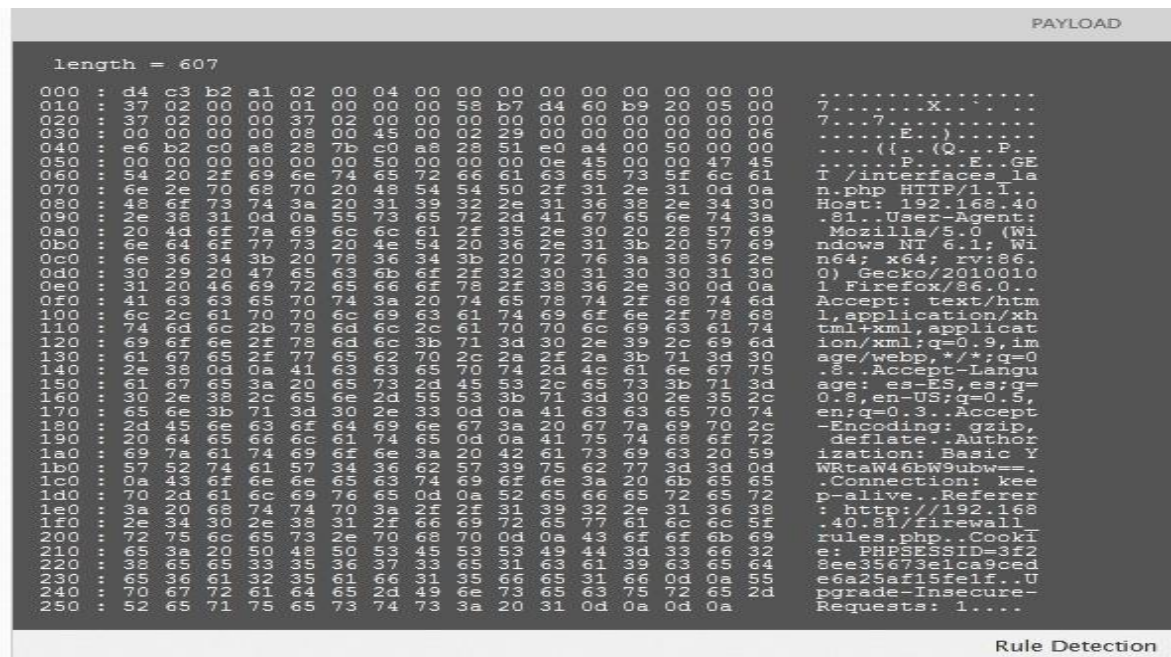 PAYLOAD
length = 607
000 : d4 c3 b2 a1 02 00 04 00 00 00 00 00 00 00 00 00 ................
010 : 37 02 00 00 01 00 00 00 58 b7 d4 60 b9 20 05 00 7.......X..`. ..
020 : 37 02 00 00 37 02 00 00 00 00 00 00 00 00 00 00 7...7...........
030 : 00 00 00 00 08 00 45 00 02 29 00 00 00 00 00 06 ......E..)......
040 : e6 b2 c0 a8 28 7b c0 a8 28 51 e0 a4 00 50 00 00 ....({..(Q...P..
050 : 00 00 00 00 00 00 50 00 00 00 0e 45 00 00 47 45 ......P....E..GE
060 : 54 20 2f 69 6e 74 65 72 66 61 63 65 73 5f 6c 61 T /interfaces_la
070 : 6e 2e 70 68 70 20 48 54 54 50 2f 31 2e 31 0d 0a n.php HTTP/1.1..
080 : 48 6f 73 74 3a 20 31 39 32 2e 31 36 38 2e 34 30 Host: 192.168.40
090 : 2e 38 31 0d 0a 55 73 65 72 2d 41 67 65 6e 74 3a .81..User-Agent:
0a0 : 20 4d 6f 7a 69 6c 6c 61 2f 35 2e 30 20 28 57 69  Mozilla/5.0 (Wi
0b0 : 6e 64 6f 77 73 20 4e 54 20 36 2e 31 3b 20 57 69 ndows NT 6.1; Wi
0c0 : 6e 36 34 3b 20 78 36 34 3b 20 72 76 3a 38 36 2e n64; x64; rv:86.
0d0 : 30 29 20 47 65 63 6b 6f 2f 32 30 31 30 30 31 30 0) Gecko/2010010
0e0 : 31 20 46 69 72 65 66 6f 78 2f 38 36 2e 30 0d 0a 1 Firefox/86.0..
0f0 : 41 63 63 65 70 74 3a 20 74 65 78 74 2f 68 74 6d Accept: text/htm
100 : 6c 2c 61 70 70 6c 69 63 61 74 69 6f 6e 2f 78 68 l,application/xh
110 : 74 6d 6c 2b 78 6d 6c 2c 61 70 70 6c 69 63 61 74 tml+xml,applicat
120 : 69 6f 6e 2f 78 6d 6c 3b 71 3d 30 2e 39 2c 69 6d ion/xml;q=0.9,im
130 : 61 67 65 2f 77 65 62 70 2c 2a 2f 2a 3b 71 3d 30 age/webp,*/*;q=0
140 : 2e 38 0d 0a 41 63 63 65 70 74 2d 4c 61 6e 67 75 .8..Accept-Langu
150 : 61 67 65 3a 20 65 73 2d 45 53 2c 65 73 3b 71 3d age: es-ES,es;q=
160 : 30 2e 38 2c 65 6e 2d 55 53 3b 71 3d 30 2e 35 2c 0.8,en-US;q=0.5,
170 : 65 6e 3b 71 3d 30 2e 33 0d 0a 41 63 63 65 70 74 en;q=0.3..Accept
180 : 2d 45 6e 63 6f 64 69 6e 67 3a 20 67 7a 69 70 2c -Encoding: gzip,
190 : 20 64 65 66 6c 61 74 65 0d 0a 41 75 74 68 6f 72  deflate..Author
1a0 : 69 7a 61 74 69 6f 6e 3a 20 42 61 73 69 63 20 59 ization: Basic Y
1b0 : 57 52 74 61 57 34 36 62 57 39 75 62 77 3d 3d 0d WRtaW46bW9ubw==.
1c0 : 0a 43 6f 6e 6e 65 63 74 69 6f 6e 3a 20 6b 65 65 .Connection: kee
1d0 : 70 2d 61 6c 69 76 65 0d 0a 52 65 66 65 72 65 72 p-alive..Referer
1e0 : 3a 20 68 74 74 70 3a 2f 2f 31 39 32 2e 31 36 38 : http://192.168
1f0 : 2e 34 30 2e 38 31 2f 66 69 72 65 77 61 6c 6c 5f .40.81/firewall_
200 : 72 75 6c 65 73 2e 70 68 70 0d 0a 43 6f 6f 6b 69 rules.php..Cooki
210 : 65 3a 20 50 48 50 53 45 53 53 49 44 3d 33 66 32 e: PHPSESSID=3f2
220 : 38 65 65 33 35 36 37 33 65 31 63 61 39 63 65 64 8ee35673e1ca9ced
230 : 65 36 61 32 35 61 66 31 35 66 65 31 66 0d 0a 55 e6a25af15fe1f..U
240 : 70 67 72 61 64 65 2d 49 6e 73 65 63 75 72 65 2d pgrade-Insecure-
250 : 52 65 71 75 65 73 74 73 3a 20 31 0d 0a 0d 0a Requests: 1....
Rule Detection